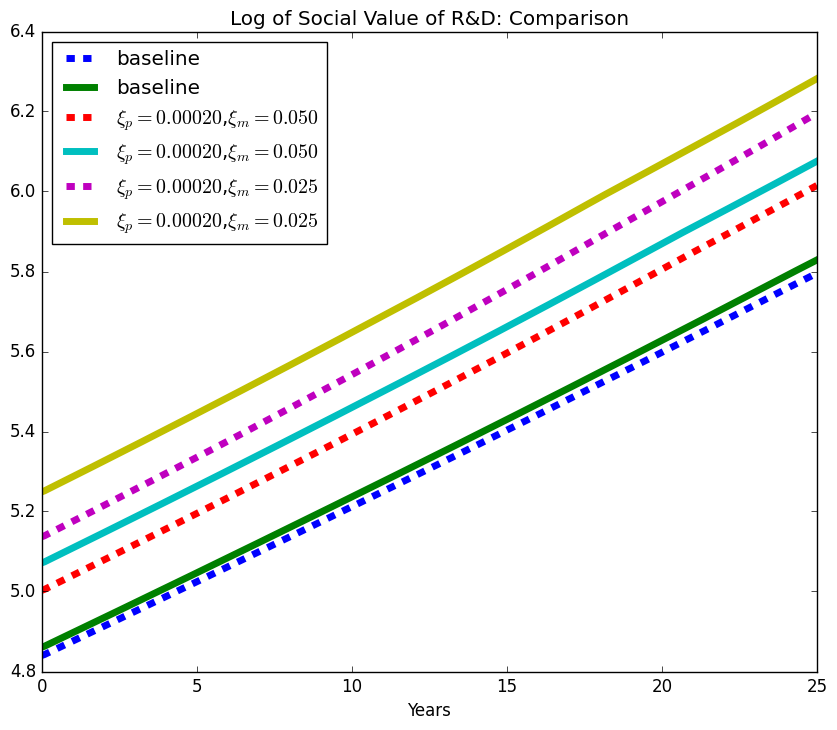 Log of Social Value of R&D: Comparison
6.4
6.2
6.0
5.8
5.6
5.4
5.2
5.0
4.8
baseline
baseline
ξp = 0.00020,ξm = 0.050
ξp = 0.00020,ξm = 0.050
ξp = 0.00020,ξm = 0.025
ξp = 0.00020,ξm = 0.025
0 5 10 15 20 25
Years